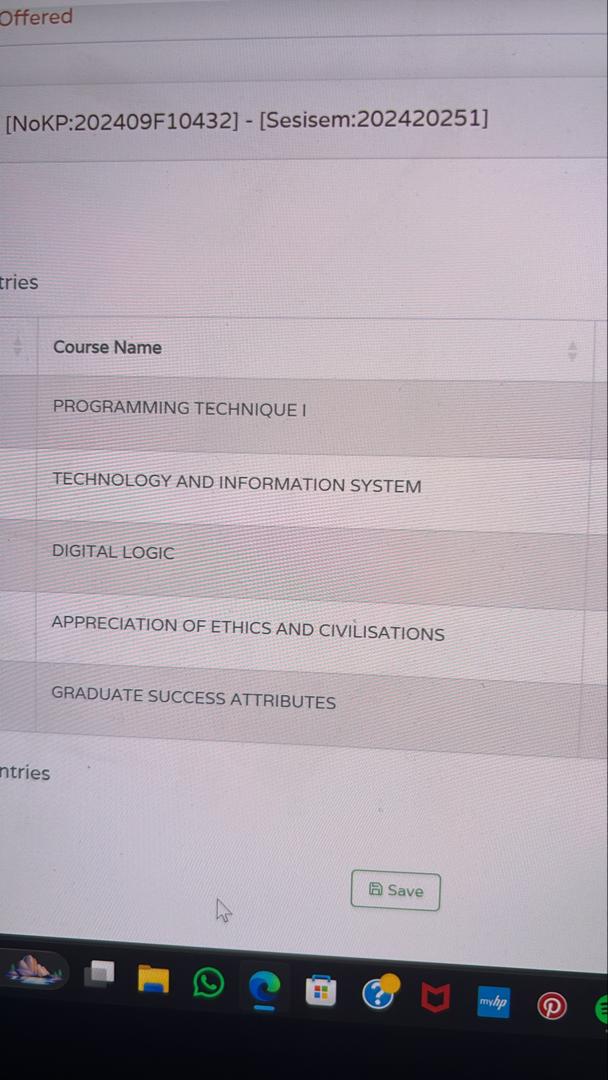 Offered
[NoKP:202409F10432] - [Sesisem:202420251]
tries
Course Name
PROGRAMMING TECHNIQUE I
TECHNOLOGY AND INFORMATION SYSTEM
DIGITAL LOGIC
APPRECIATION OF ETHICS AND CIVILISATIONS
GRADUATE SUCCESS ATTRIBUTES
ntries
Save
myhp